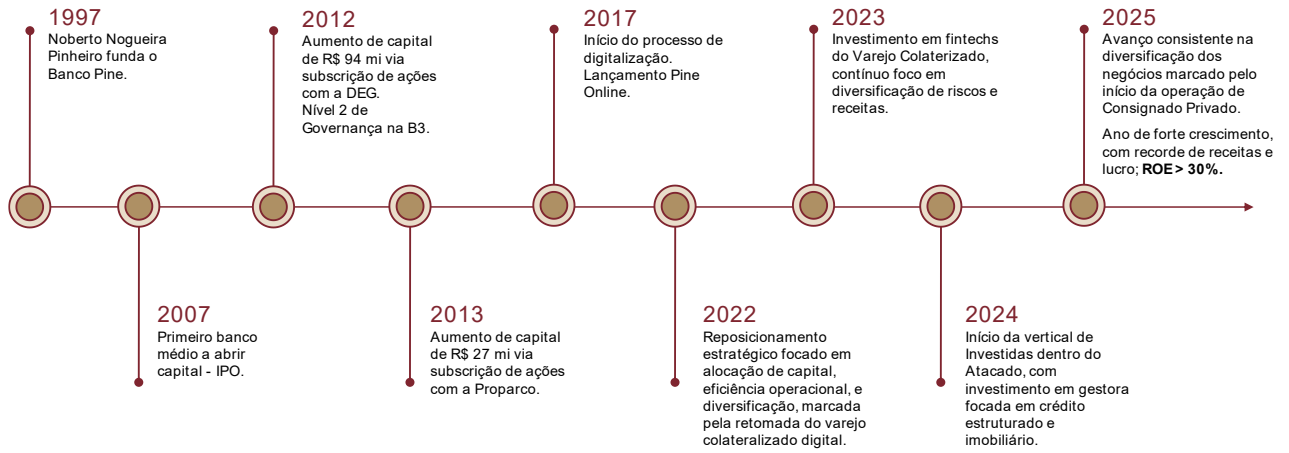 1997
Noberto Nogueira
Pinheiro funda o
Banco Pine.
2007
Primeiro banco
médio a abrir
capital - IPO.
2012
Aumento de capital
de R$ 94 mi via
subscrição de ações
com a DEG.
Nível 2 de
Governança na B3.
2013
Aumento de capital
de R$ 27 mi via
subscrição de ações
com a Proparco.
2017
Início do processo de
digitalização.
Lançamento Pine
Online.
2022
Reposicionamento
estratégico focado em
alocação de capital,
eficiência operacional, e
diversificação, marcada
pela retomada do varejo
colateralizado digital.
2023
Investimento em fintechs
do Varejo Colaterizado,
contínuo foco em
diversificação de riscos e
receitas.
2024
Início da vertical de
Investidas dentro do
Atacado, com
investimento em gestora
focada em crédito
estruturado e
imobiliário.
2025
Avanço consistente na
diversificação dos
negócios marcado pelo
início da operação de
Consignado Privado.
Ano de forte crescimento,
com recorde de receitas e
lucro; ROE > 30%.